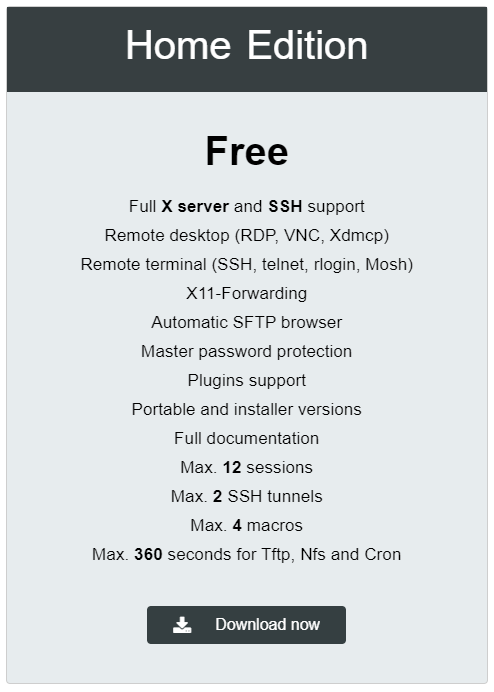 Home Edition
Free
Full X server and SSH support
Remote desktop (RDP, VNC, Xdmcp)
Remote terminal (SSH, telnet, rlogin, Mosh)
X11-Forwarding
Automatic SFTP browser
Master password protection
Plugins support
Portable and installer versions
Full documentation
Max. 12 sessions
Max. 2 SSH tunnels
Max. 4 macros
Max. 360 seconds for Tftp, Nfs and Cron
Download now